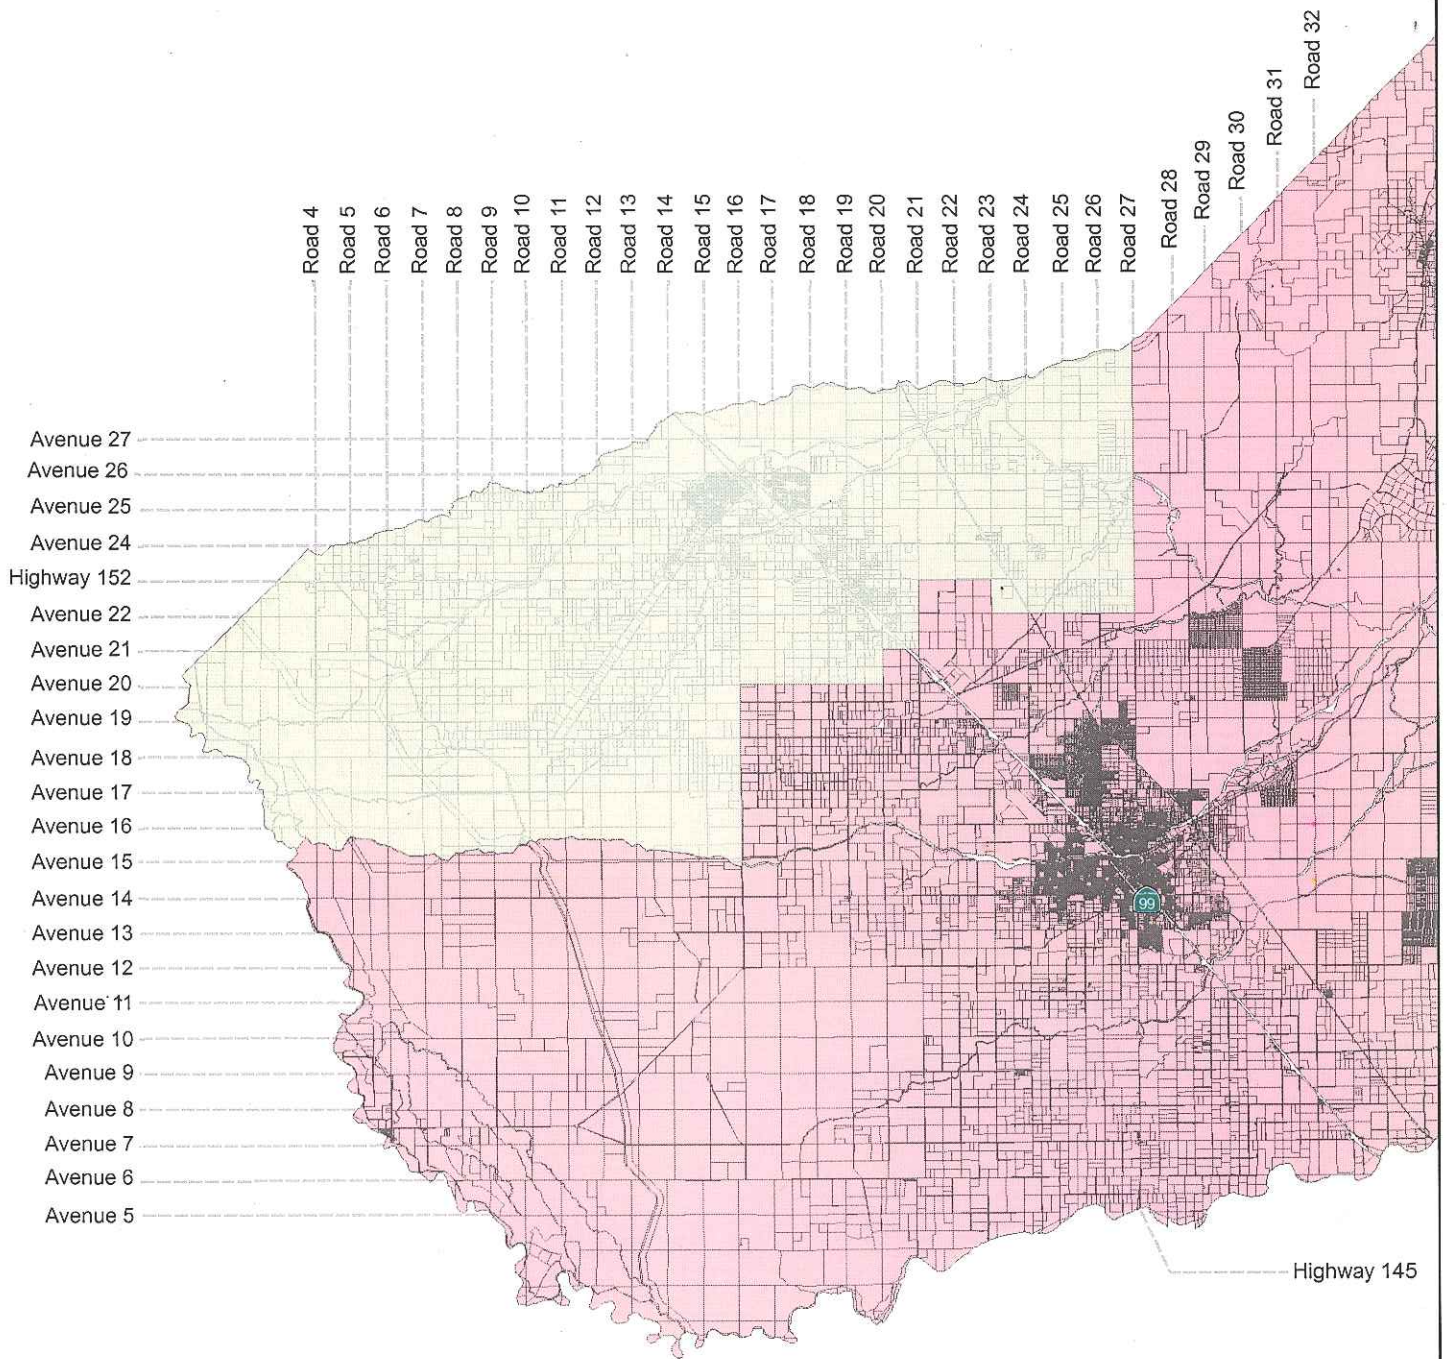 Road 4
Road 5
Road 6
Road 7
Road 8
Road 9
Road 10
Road 11
Road 12
Road 13
Road 14
Road 15
Road 16
Road 17
Road 18
Road 19
Road 20
Road 21
Road 22
Road 23
Road 24
Road 25
Road 26
Road 27
Road 28
Road 29
Road 30
Road 31
Road 32
Avenue 27
Avenue 26
Avenue 25
Avenue 24
Highway 152
Avenue 22
Avenue 21
Avenue 20
Avenue 19
Avenue 18
Avenue 17
Avenue 16
Avenue 15
Avenue 14
Avenue 13
Avenue 12
Avenue 11
Avenue 10
Avenue 9
Avenue 8
Avenue 7
Avenue 6
Avenue 5
99
Highway 145